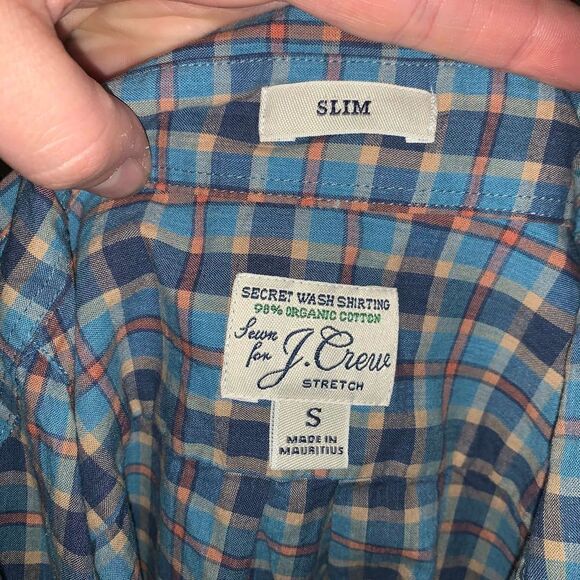 SLIM
SECRET WASH SHIRTING
98% ORGANIC COTTON
Sewn
for J.Crew
STRETCH
S
MADE IN
MAURITIUS